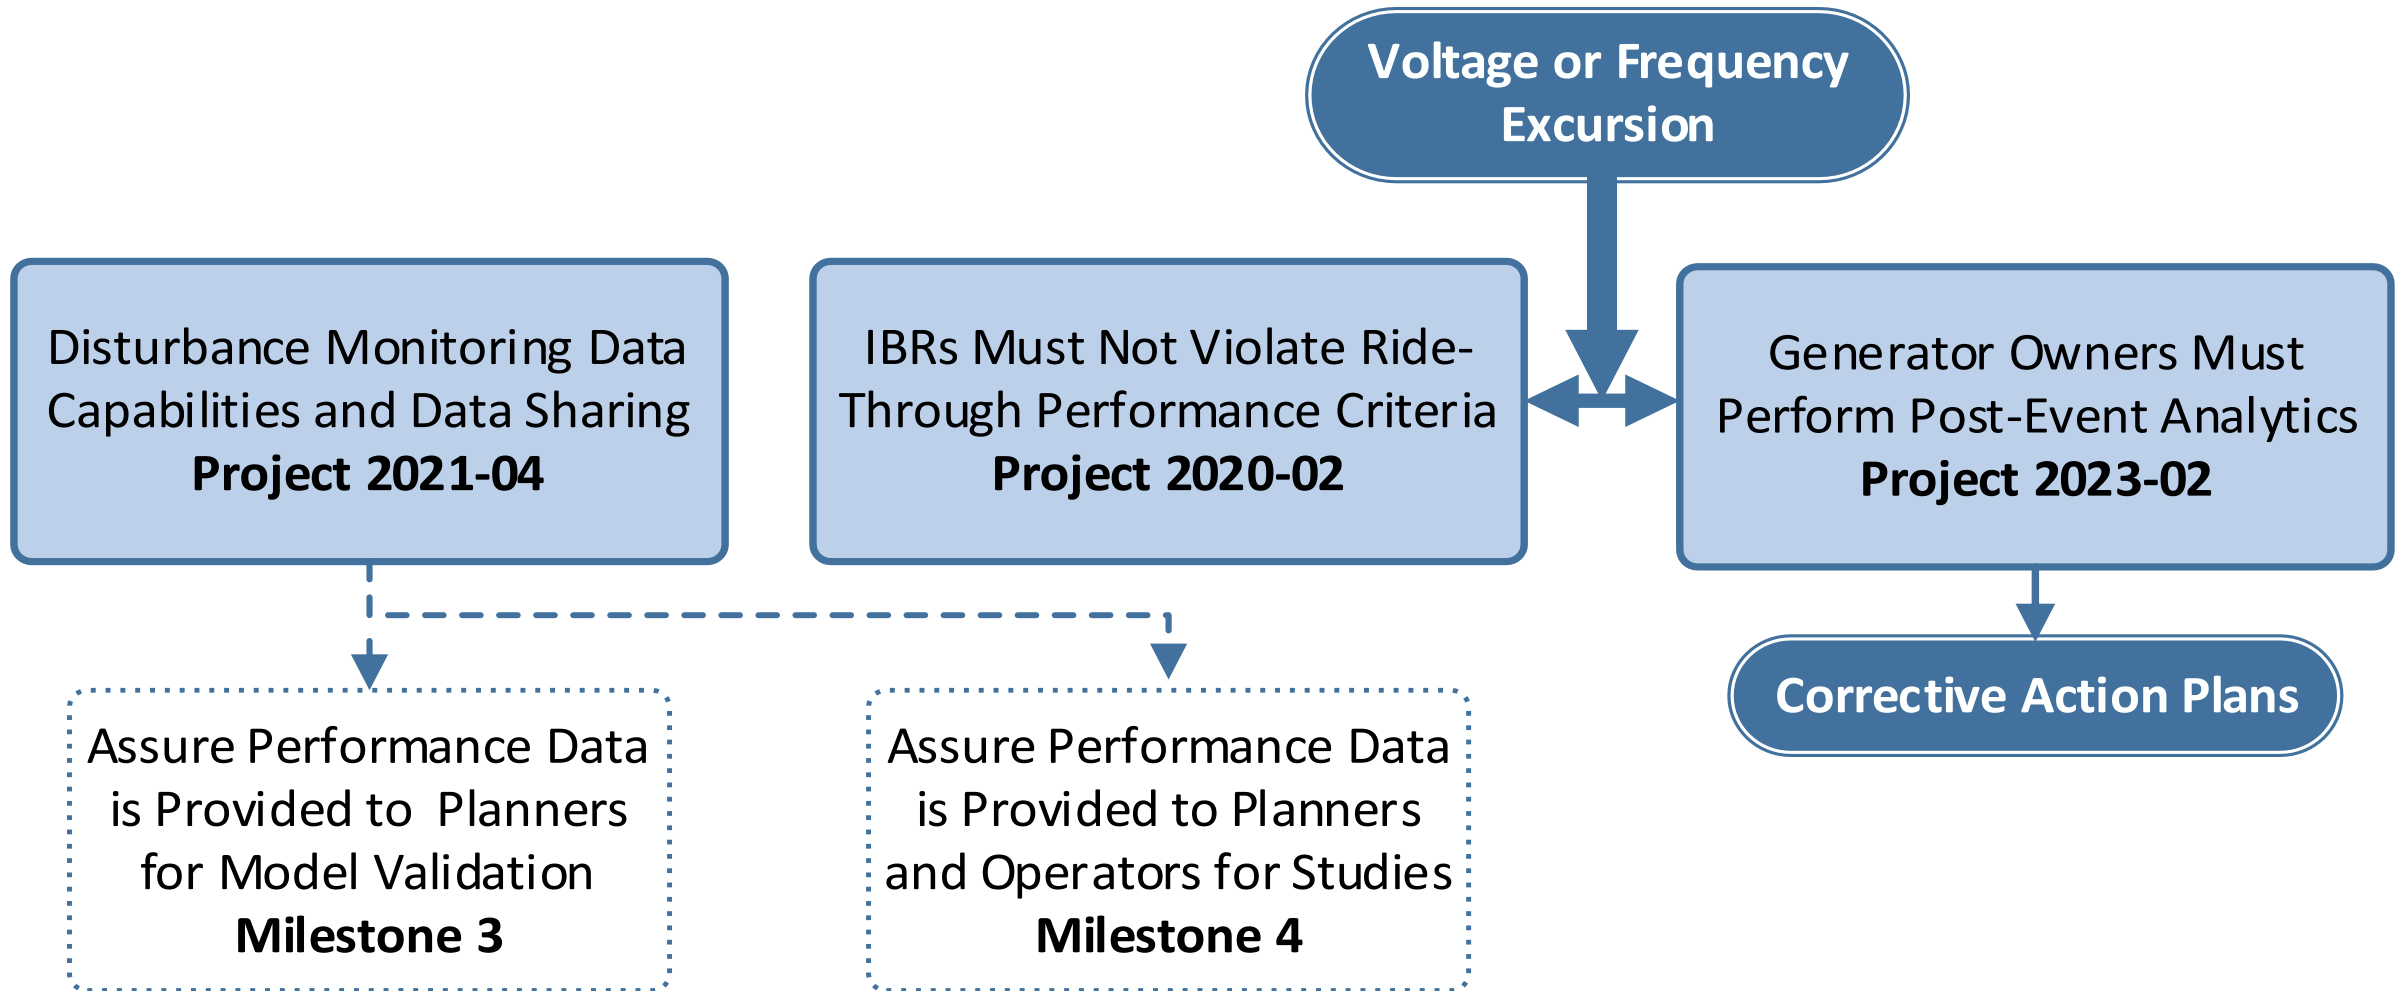 Voltage or Frequency
Excursion
Disturbance Monitoring Data
Capabilities and Data Sharing
Project 2021-04
IBRs Must Not Violate Ride-
Through Performance Criteria
Project 2020-02
Generator Owners Must
Perform Post-Event Analytics
Project 2023-02
Assure Performance Data
is Provided to  Planners
for Model Validation
Milestone 3
Assure Performance Data
is Provided to Planners
and Operators for Studies
Milestone 4
Corrective Action Plans